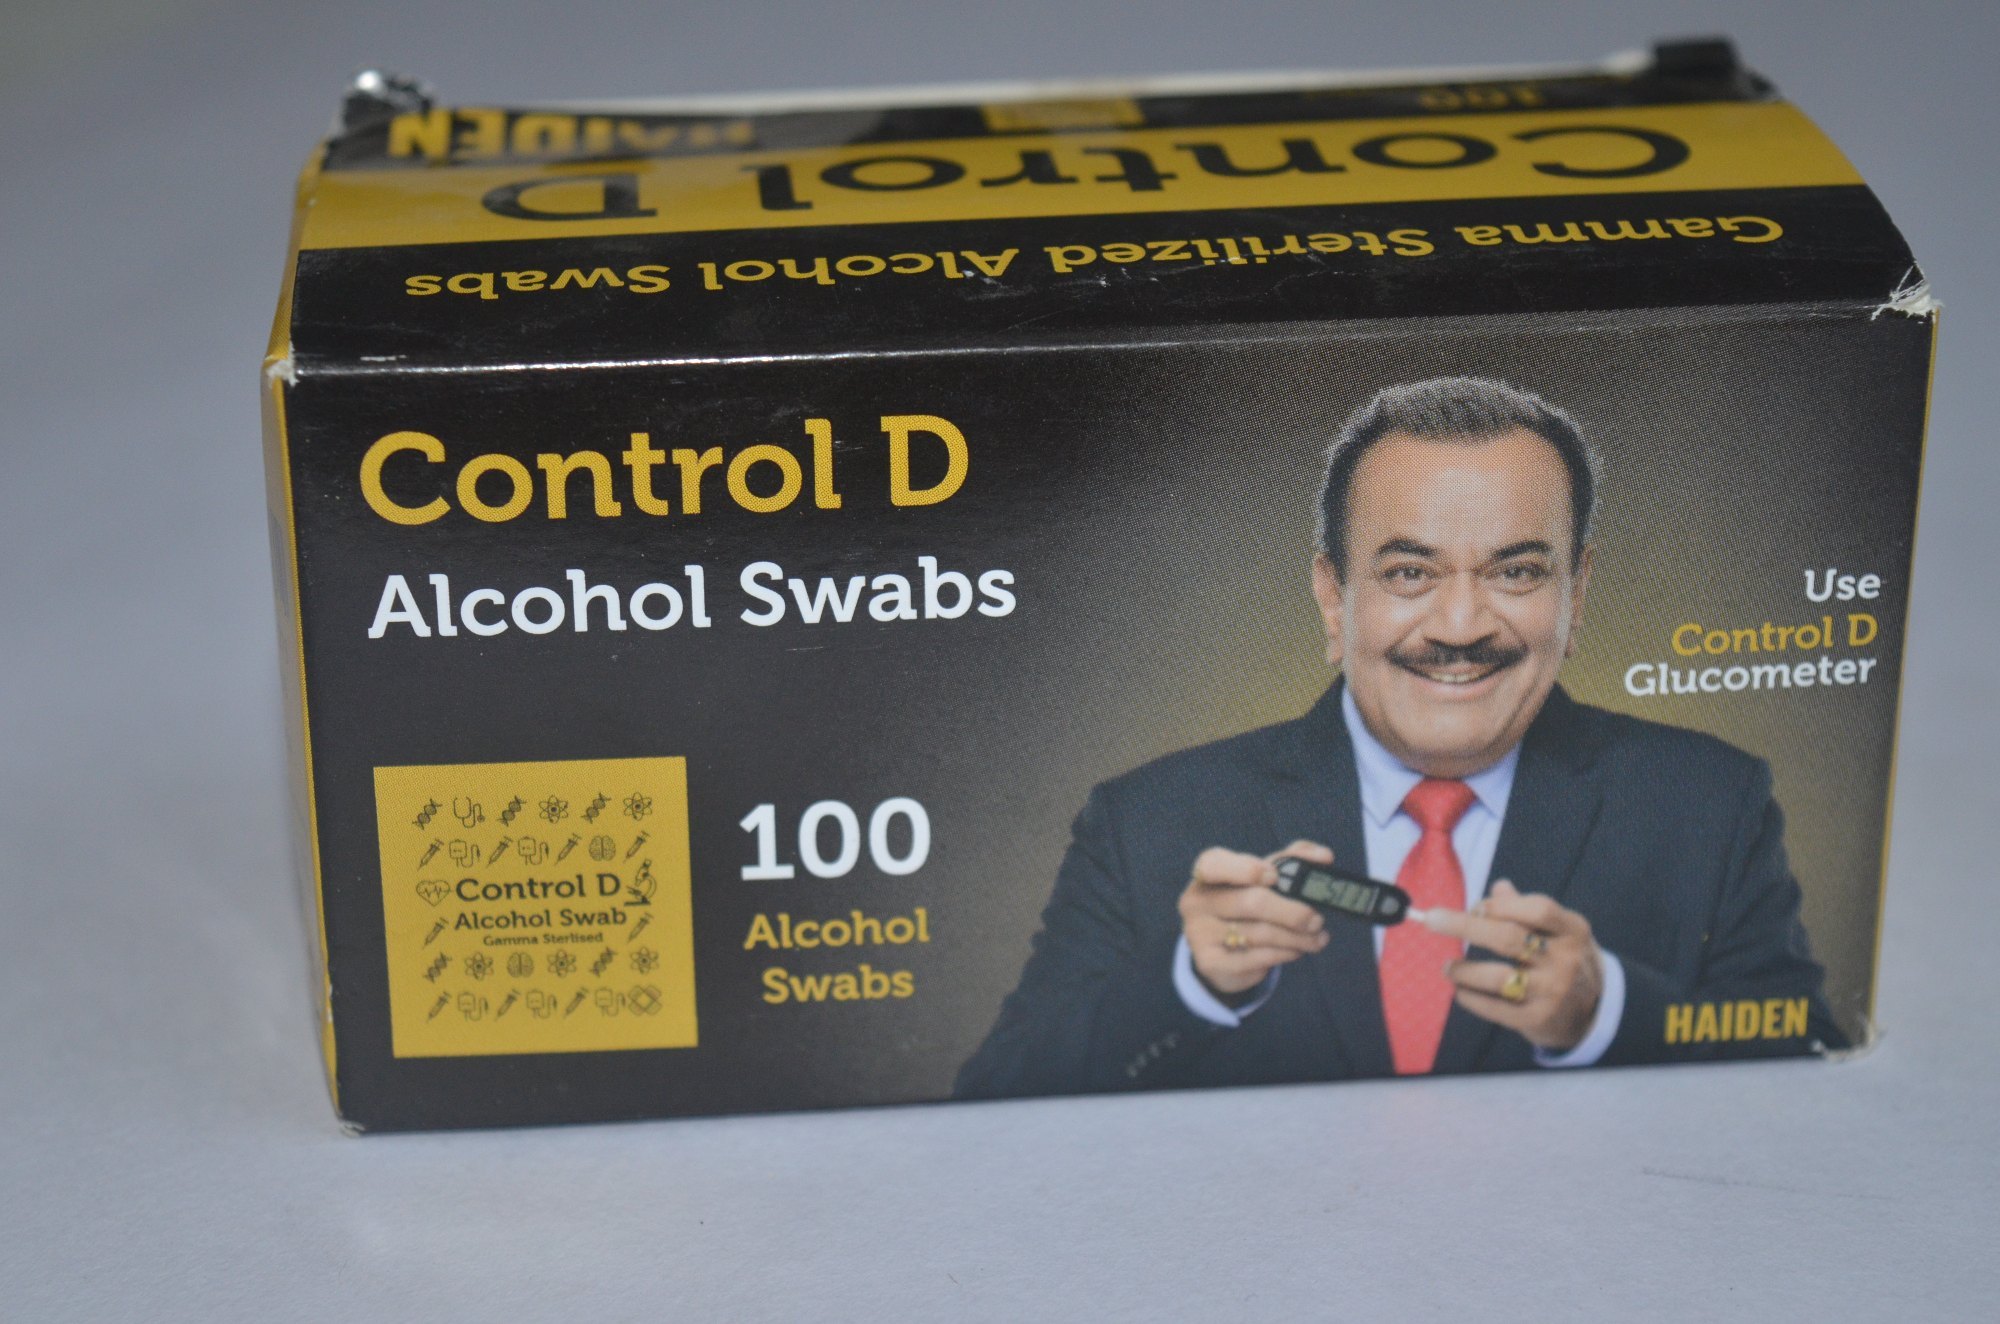 HAIDEN
100
Control D
Gamma Sterilized Alcohol Swabs
Control D
Alcohol Swabs
Use
Control D
Glucometer
100
Alcohol
Swabs
Control D
Alcohol Swab
Gamma Sterlised
HAIDEN